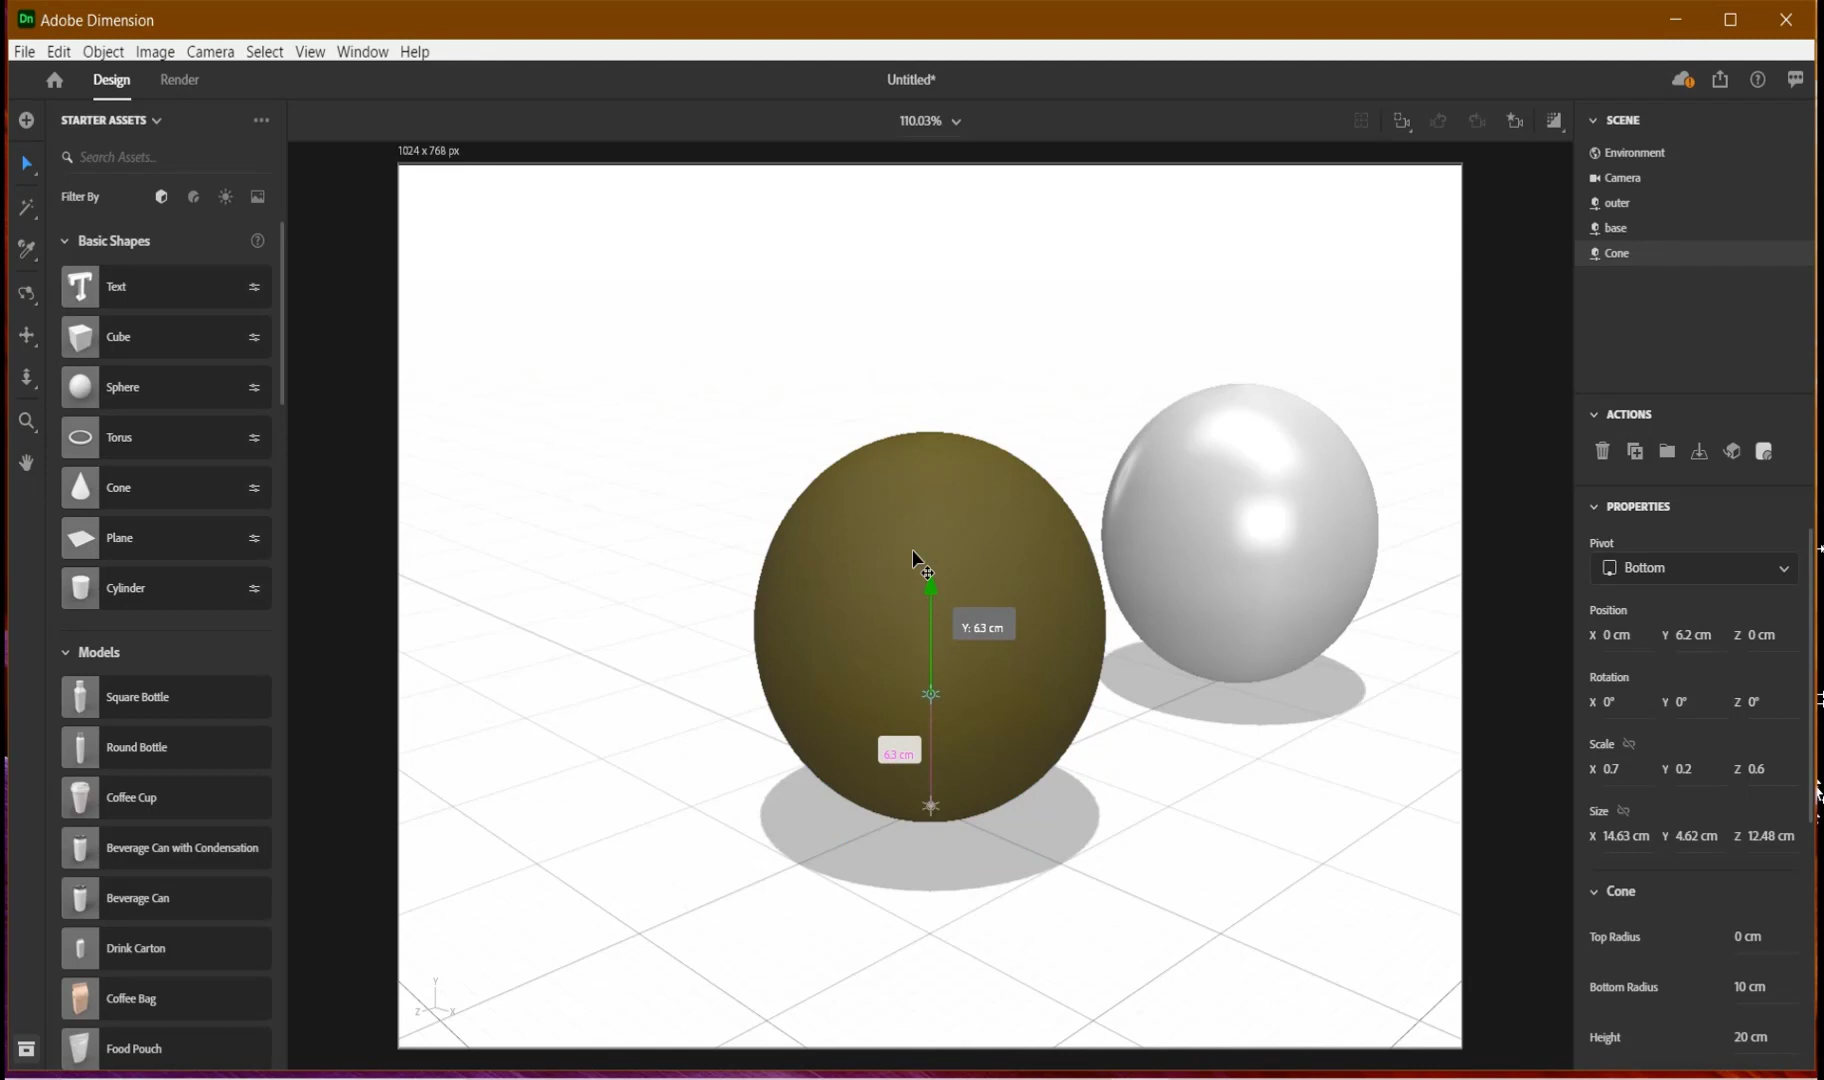 Dn Adobe Dimension
File Edit Object Image Camera Select View Window Help
Design Render Untitled*
STARTER ASSETS
Search Assets...
Filter By
Basic Shapes
Text
Cube
Sphere
Torus
Cone
Plane
Cylinder
Models
Square Bottle
Round Bottle
Coffee Cup
Beverage Can with Condensation
Beverage Can
Drink Carton
Coffee Bag
Food Pouch
110.03%
1024 x 768 px
Y: 6.3 cm
6.3 cm
Y
Z X
SCENE
Environment
Camera
outer
base
Cone
ACTIONS
PROPERTIES
Pivot
Bottom
Position
X 0 cm Y 6.2 cm Z 0 cm
Rotation
X 0° Y 0° Z 0°
Scale
X 0.7 Y 0.2 Z 0.6
Size
X 14.63 cm Y 4.62 cm Z 12.48 cm
Cone
Top Radius 0 cm
Bottom Radius 10 cm
Height 20 cm